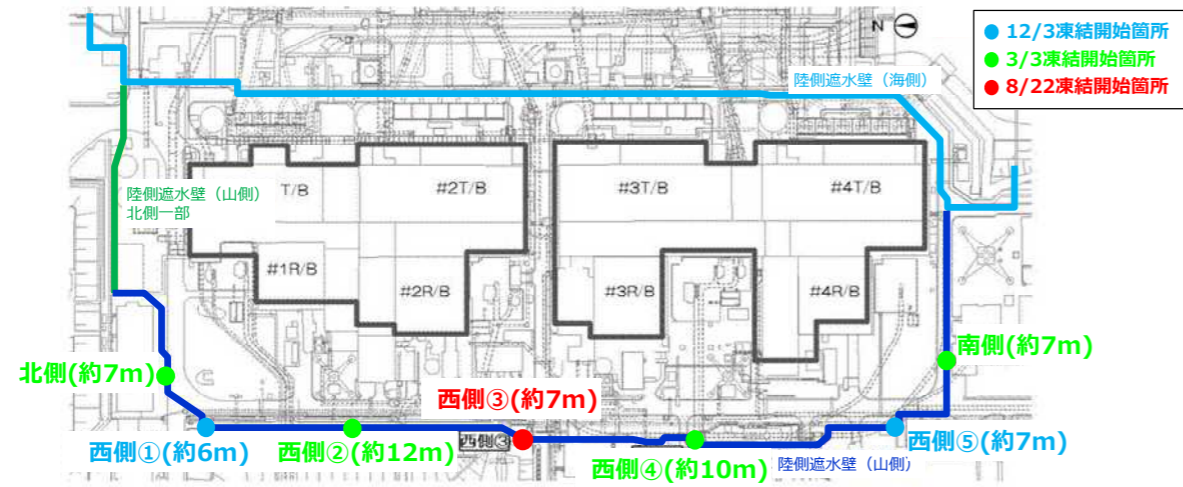 N
12/3凍結開始箇所
3/3凍結開始箇所
8/22凍結開始箇所
陸側遮水壁（海側）
陸側遮水壁（山側）
北側一部
T/B
#2T/B
#3T/B
#4T/B
#1R/B
#2R/B
#3R/B
#4R/B
北側(約7m)
南側(約7m)
西側③(約7m)
西側①(約6m)
西側②(約12m)
西側③
西側④(約10m)
西側⑤(約7m)
陸側遮水壁（山側）